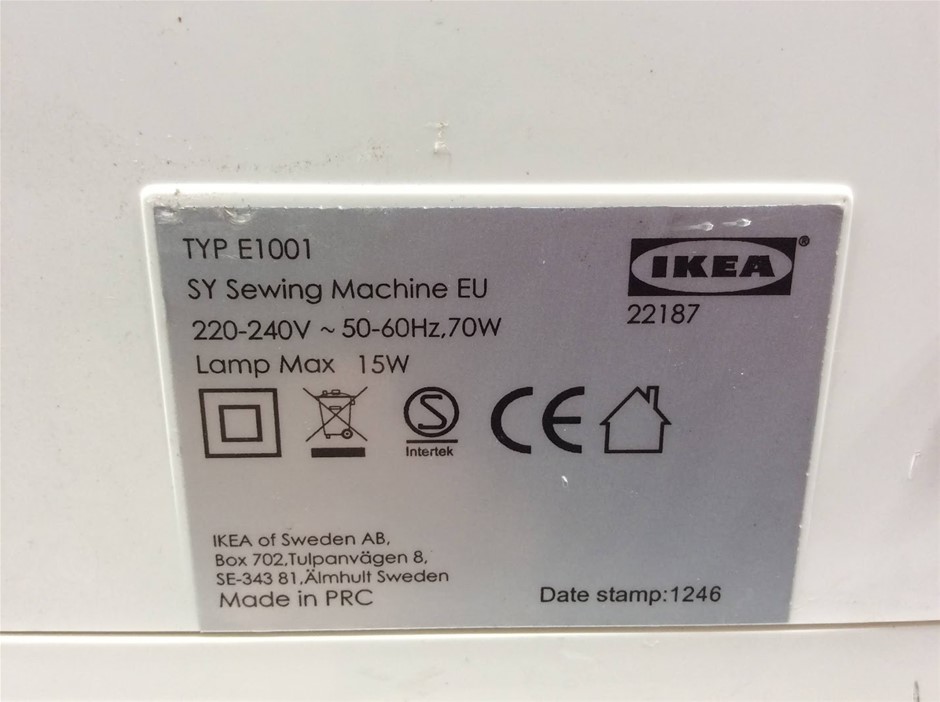 TYP E1001
SY Sewing Machine EU
220-240V ~ 50-60Hz,70W
Lamp Max 15W
IKEA®
22187
S
Intertek
CE
IKEA of Sweden AB,
Box 702,Tulpanvägen 8,
SE-343 81,Älmhult Sweden
Made in PRC
Date stamp:1246